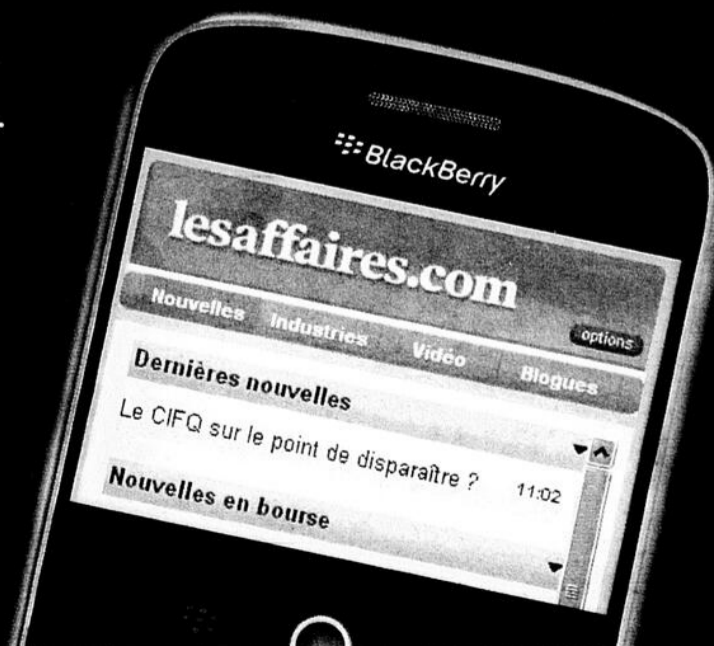 BlackBerry
lesaffaires.com
options
Nouvelles Industries Vidéo Blogues
Dernières nouvelles
Le CIFQ sur le point de disparaître ? 11:02
Nouvelles en bourse